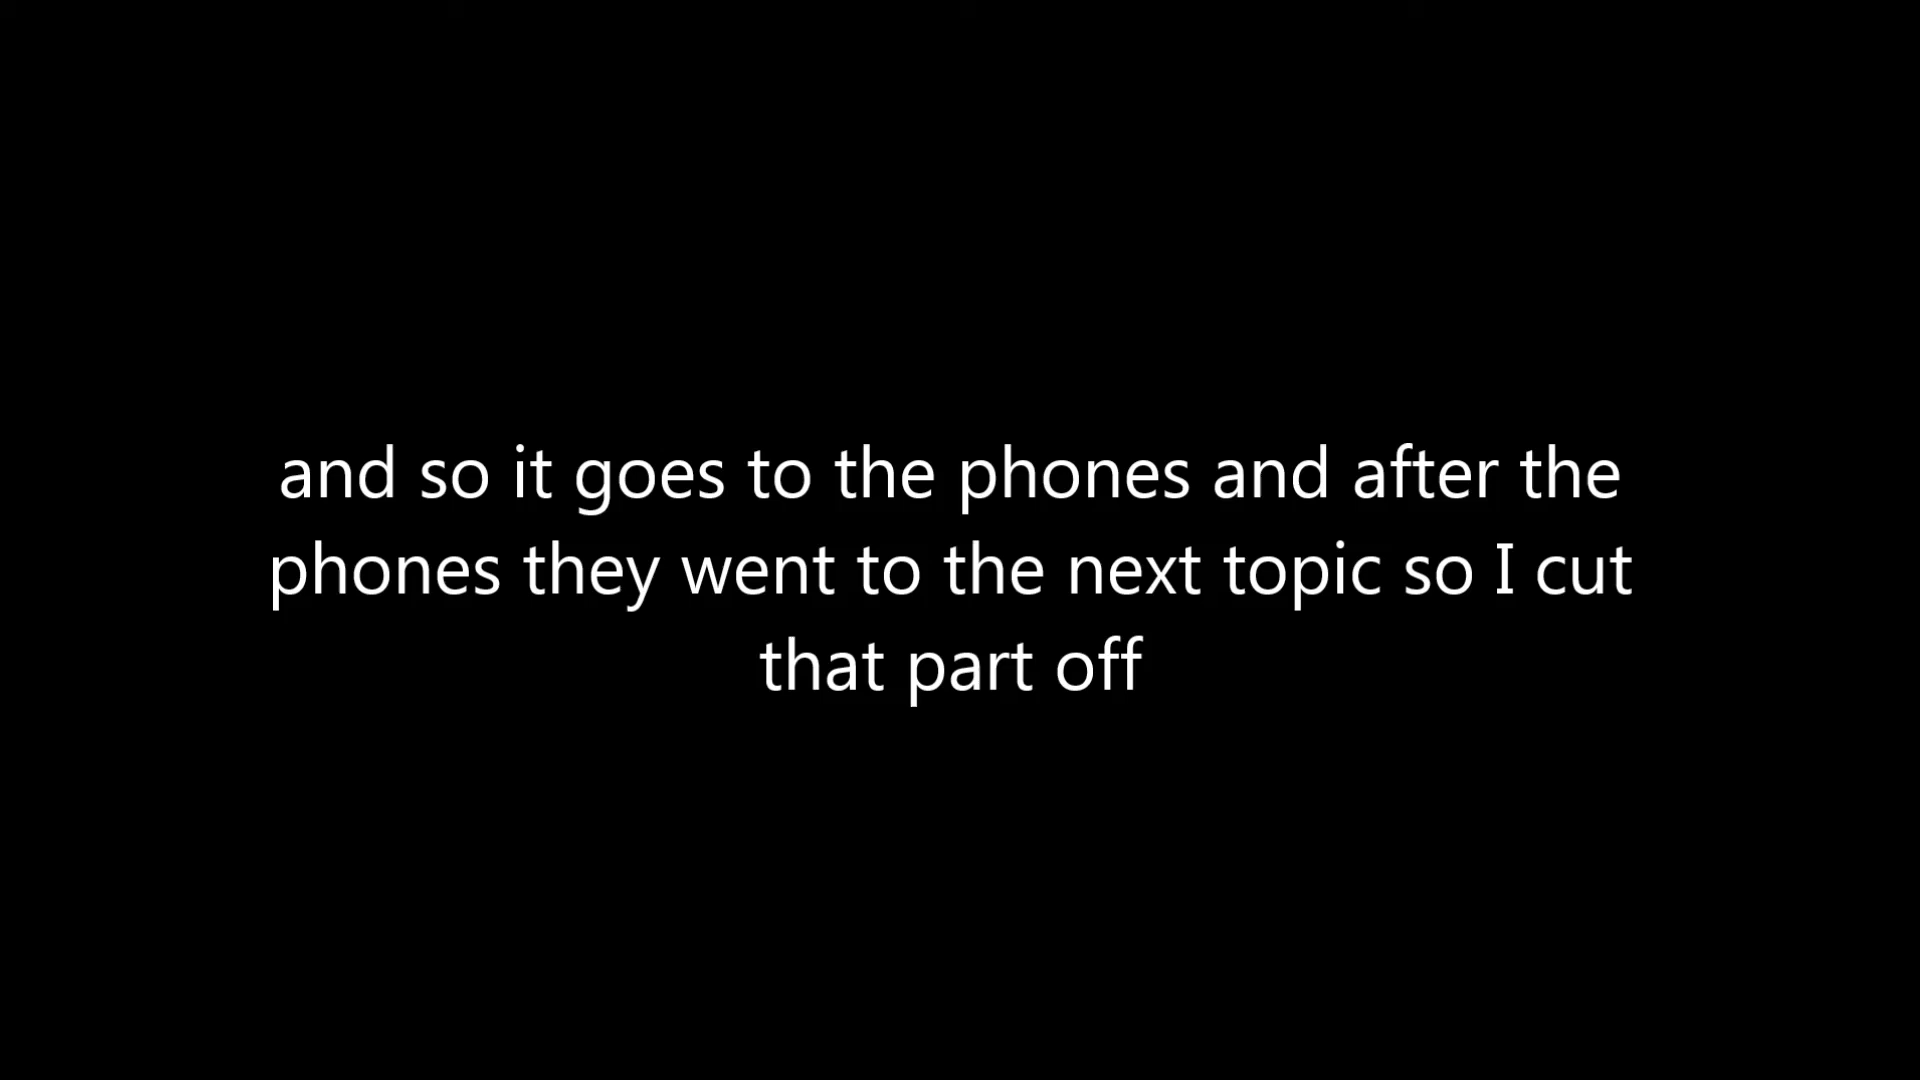 and so it goes to the phones and after the
phones they went to the next topic so I cut
that part off